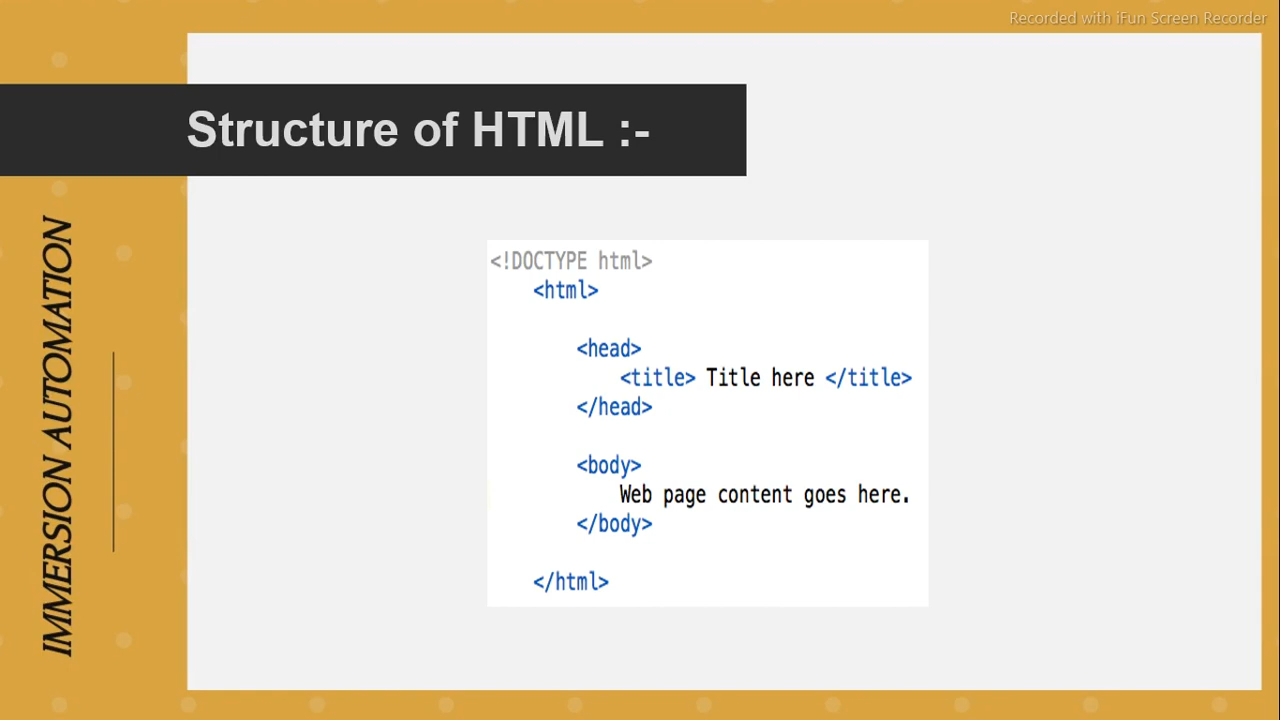 Recorded with iFun Screen Recorder
Structure of HTML :-
IMMERSION AUTOMATION
<!DOCTYPE html>
<html>
<head>
<title> Title here </title>
</head>
<body>
Web page content goes here.
</body>
</html>